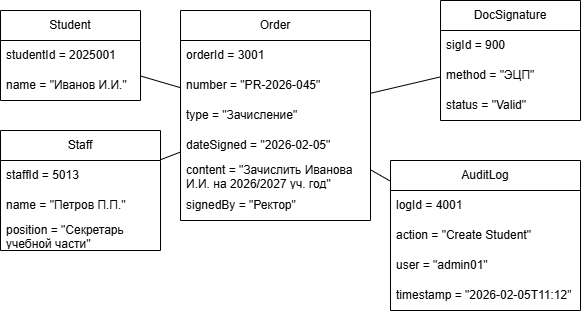 Student
studentId = 2025001
name = "Иванов И.И."
Staff
staffId = 5013
name = "Петров П.П."
position = "Секретарь
учебной части"
Order
orderId = 3001
number = "PR-2026-045"
type = "Зачисление"
dateSigned = "2026-02-05"
content = "Зачислить Иванова
И.И. на 2026/2027 уч. год"
signedBy = "Ректор"
DocSignature
sigId = 900
method = "ЭЦП"
status = "Valid"
AuditLog
logId = 4001
action = "Create Student"
user = "admin01"
timestamp = "2026-02-05T11:12"